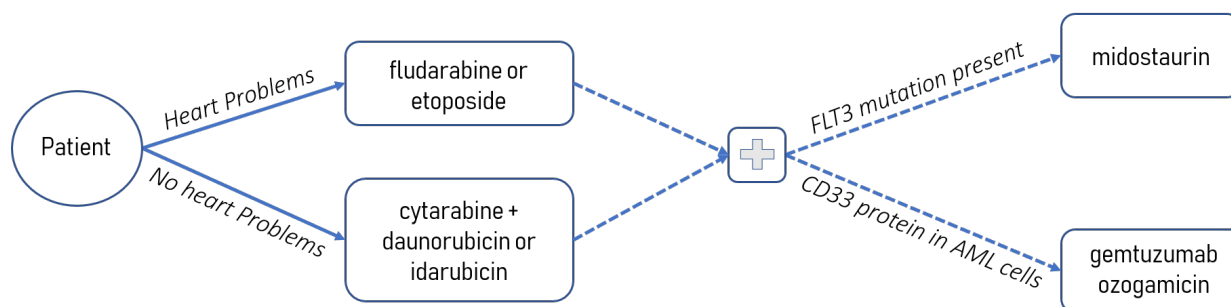 Patient
Heart Problems
No heart Problems
fludarabine or
etoposide
cytarabine +
daunorubicin or
idarubicin
FLT3 mutation present
CD33 protein in AML cells
midostaurin
gemtuzumab
ozogamicin